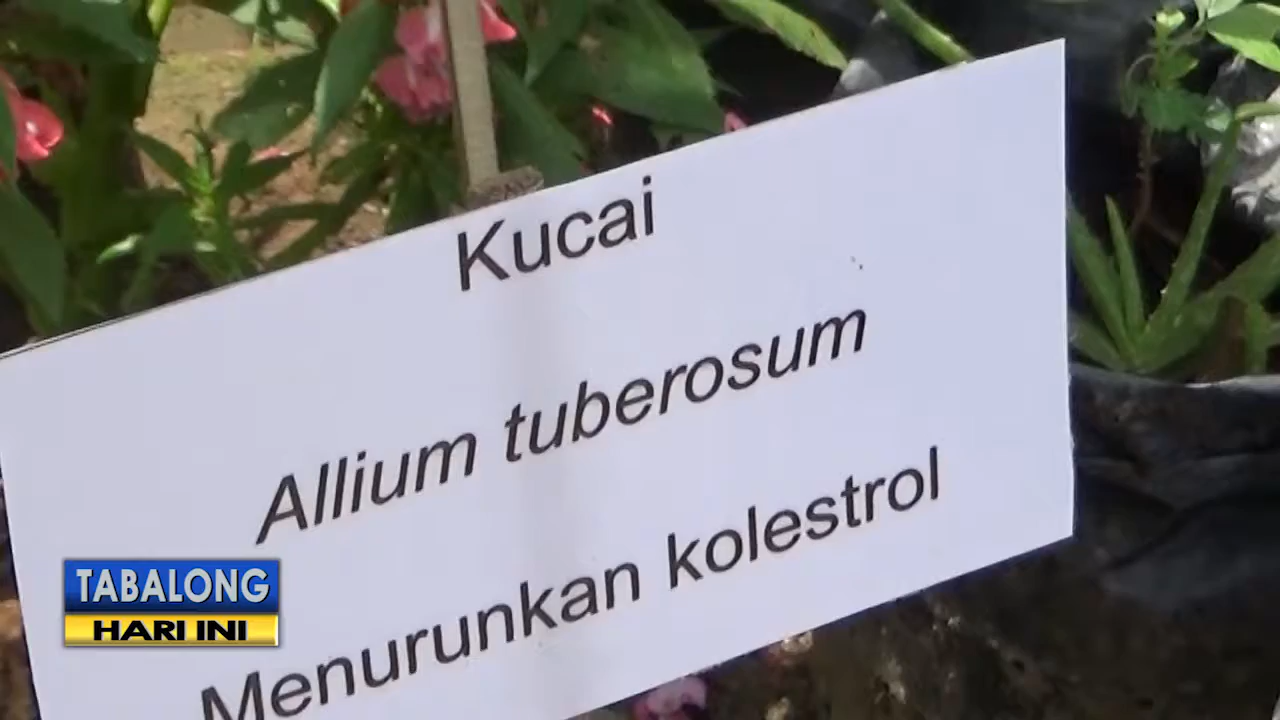 Kucai
Allium tuberosum
Menurunkan kolestrol
TABALONG
HARI INI